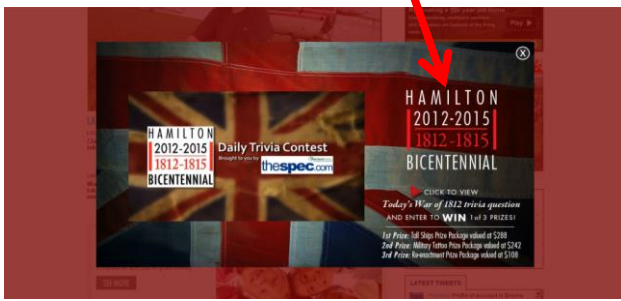 Play
X
HAMILTON
2012-2015
1812-1815
BICENTENNIAL
HAMILTON
2012-2015
1812-1815
BICENTENNIAL
Daily Trivia Contest
Brought to you by
thespec.com
CLICK TO VIEW
Today's War of 1812 trivia question
AND ENTER TO WIN 1 of 3 PRIZES!
1st Prize: Tall Ships Prize Package valued at $288
2nd Prize: Military Tattoo Prize Package valued at $242
3rd Prize: Re-enactment Prize Package valued at $108
SEE MORE
LATEST TWEETS